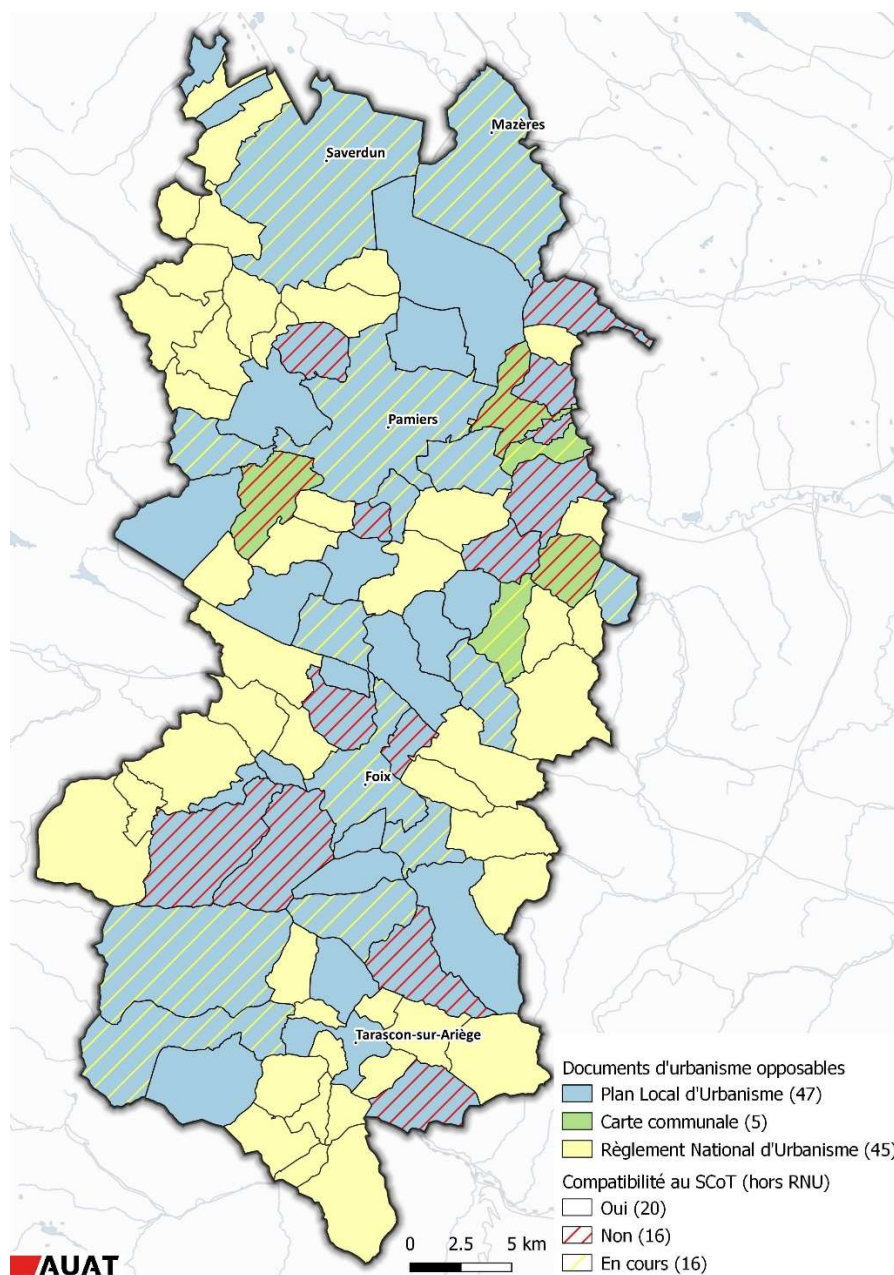 Mazères
Saverdun
Pamiers
Foix
Tarascon-sur-Ariège
Documents d'urbanisme opposables
Plan Local d'Urbanisme (47)
Carte communale (5)
Règlement National d'Urbanisme (45)
Compatibilité au SCoT (hors RNU)
Oui (20)
Non (16)
En cours (16)
0 2.5 5 km
AUAT